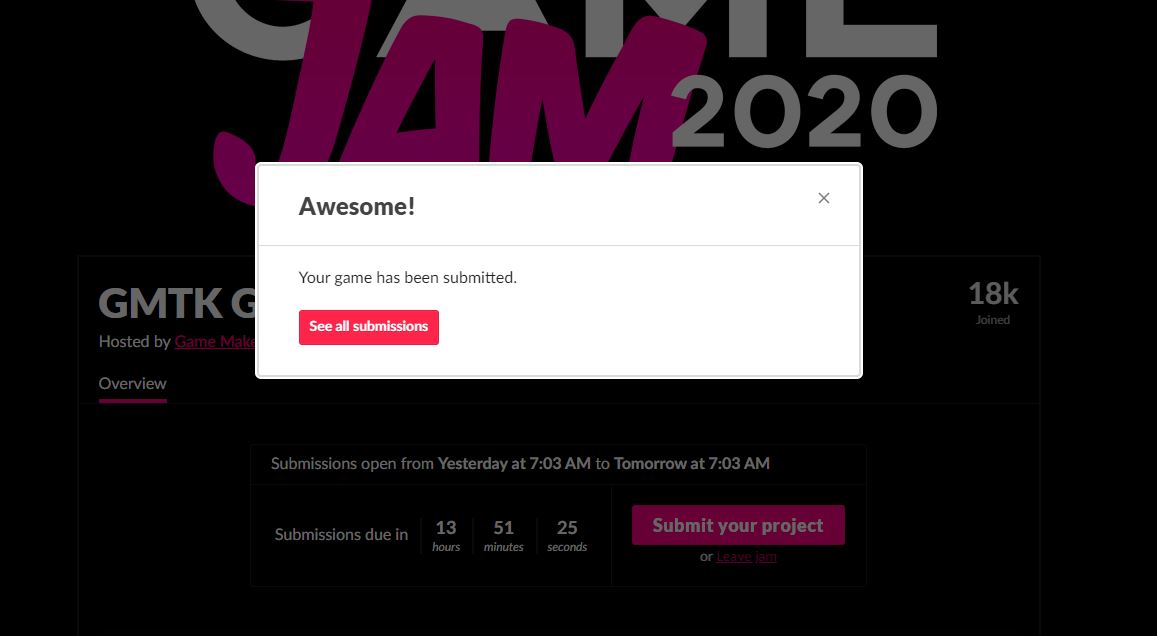 GAME
JAM
2020
Awesome!
Your game has been submitted.
See all submissions
GMTK G
18k
Joined
Hosted by Game Make
Overview
Submissions open from Yesterday at 7:03 AM to Tomorrow at 7:03 AM
Submissions due in
13
hours
51
minutes
25
seconds
Submit your project
or Leave jam